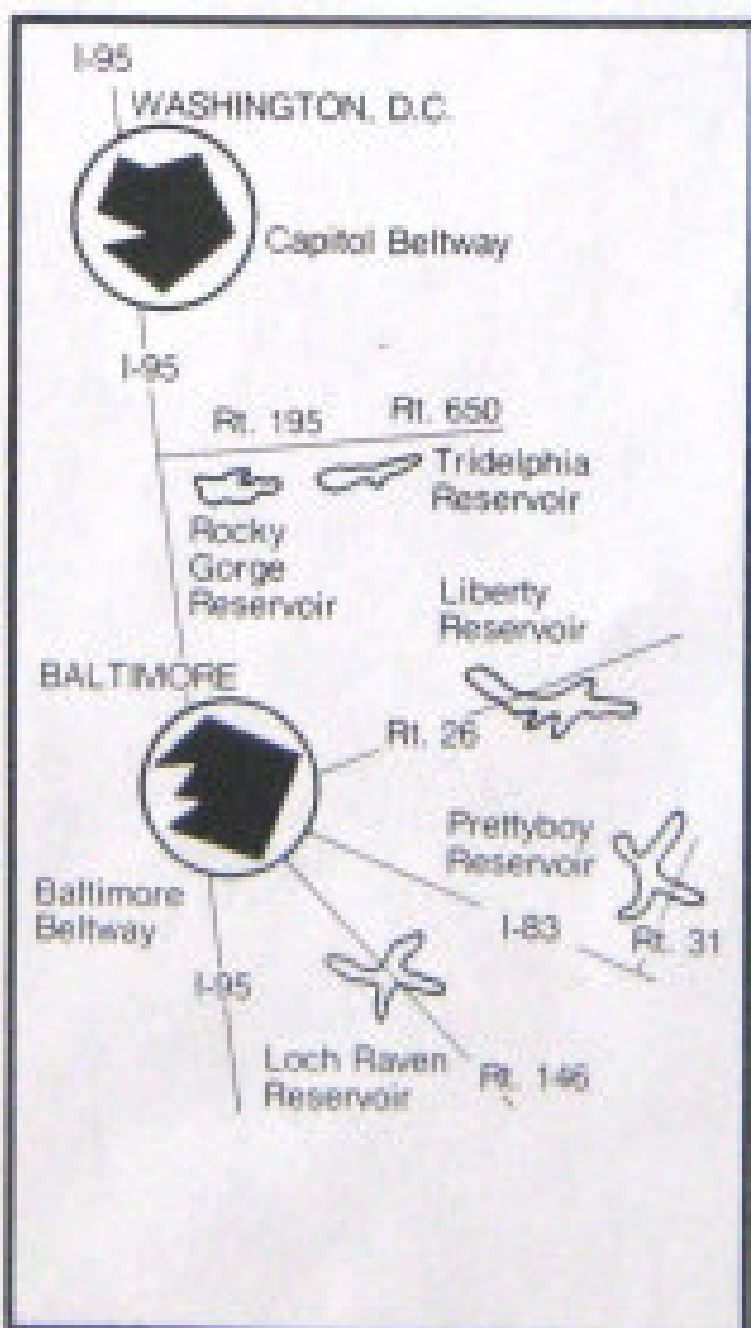 I-95
WASHINGTON, D.C.
Capitol Beltway
I-95
Rt. 195
Rt. 650
Tridelphia
Reservoir
Rocky
Gorge
Reservoir
Liberty
Reservoir
BALTIMORE
Rt. 26
Prettyboy
Reservoir
Baltimore
Beltway
I-83
Rt. 31
I-95
Loch Raven
Reservoir
Rt. 146